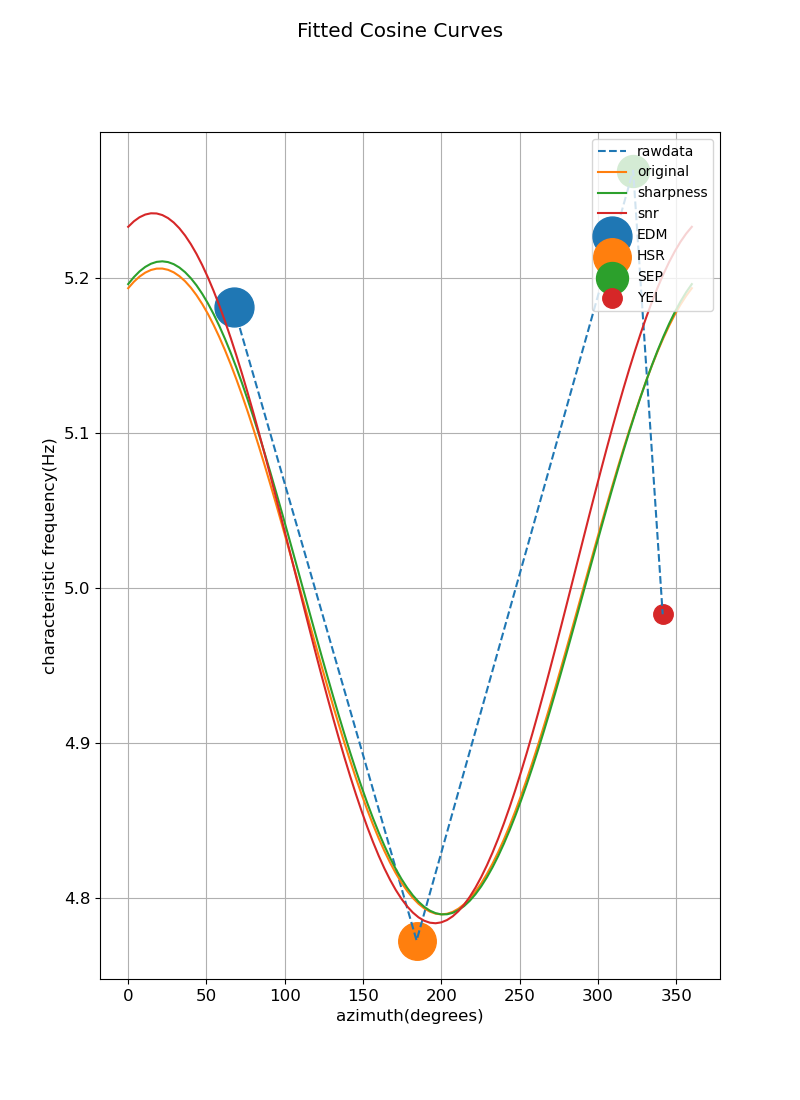 Fitted Cosine Curves
rawdata
original
sharpness
snr
EDM
HSR
SEP
YEL
5.2
5.1
5.0
4.9
4.8
characteristic frequency(Hz)
0 50 100 150 200 250 300 350
azimuth(degrees)